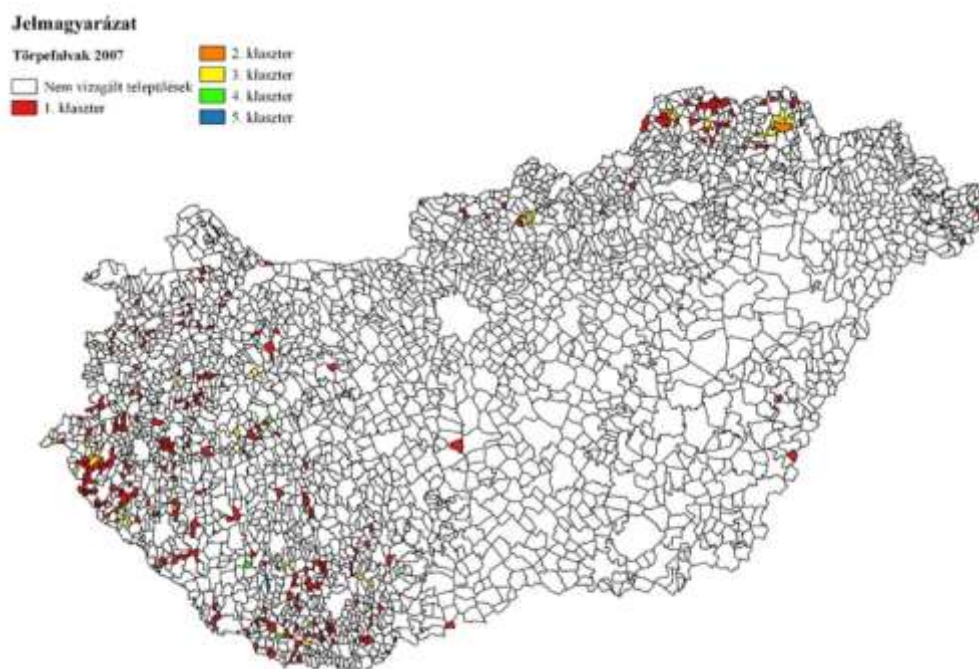 Jelmagyarázat
Törpefalvak 2007
Nem vizsgált települések
1. klaszter
2. klaszter
3. klaszter
4. klaszter
5. klaszter